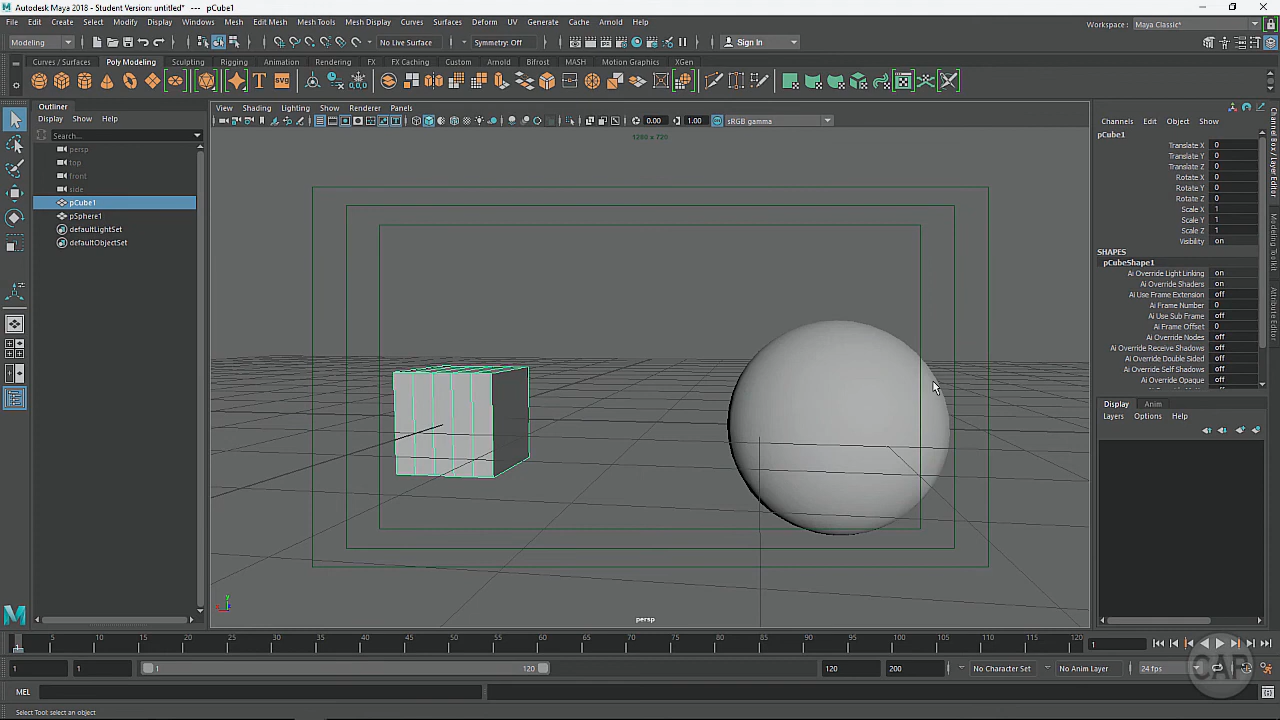 Autodesk Maya 2018 - Student Version: untitled* --- pCube1
File Edit Create Select Modify Display Windows Mesh Edit Mesh Mesh Tools Mesh Display Curves Surfaces Deform UV Generate Cache Arnold Help
Workspace: Maya Classic*
Modeling
No Live Surface
Symmetry: Off
Sign In
Curves / Surfaces Poly Modeling Sculpting Rigging Animation Rendering FX FX Caching Custom Arnold Bifrost MASH Motion Graphics XGen
Outliner
Display Show Help
Search...
persp
top
front
side
pCube1
pSphere1
defaultLightSet
defaultObjectSet
View Shading Lighting Show Renderer Panels
0.00
1.00
sRGB gamma
1280 x 720
persp
Channels Edit Object Show
pCube1
Translate X 0
Translate Y 0
Translate Z 0
Rotate X 0
Rotate Y 0
Rotate Z 0
Scale X 1
Scale Y 1
Scale Z 1
Visibility on
SHAPES
pCubeShape1
Ai Override Light Linking on
Ai Override Shaders on
Ai Use Frame Extension off
Ai Frame Number 0
Ai Use Sub Frame off
Ai Frame Offset 0
Ai Override Nodes off
Ai Override Receive Shadows off
Ai Override Double Sided off
Ai Override Self Shadows off
Ai Override Opaque off
Channel Box / Layer Editor
Modeling Toolkit
Attribute Editor
Display Anim
Layers Options Help
5 10 15 20 25 30 35 40 45 50 55 60 65 70 75 80 85 90 95 100 105 110 115 120
1
1
1
1
120
120
200
No Character Set
No Anim Layer
24 fps
CAP
MEL
Select Tool: select an object